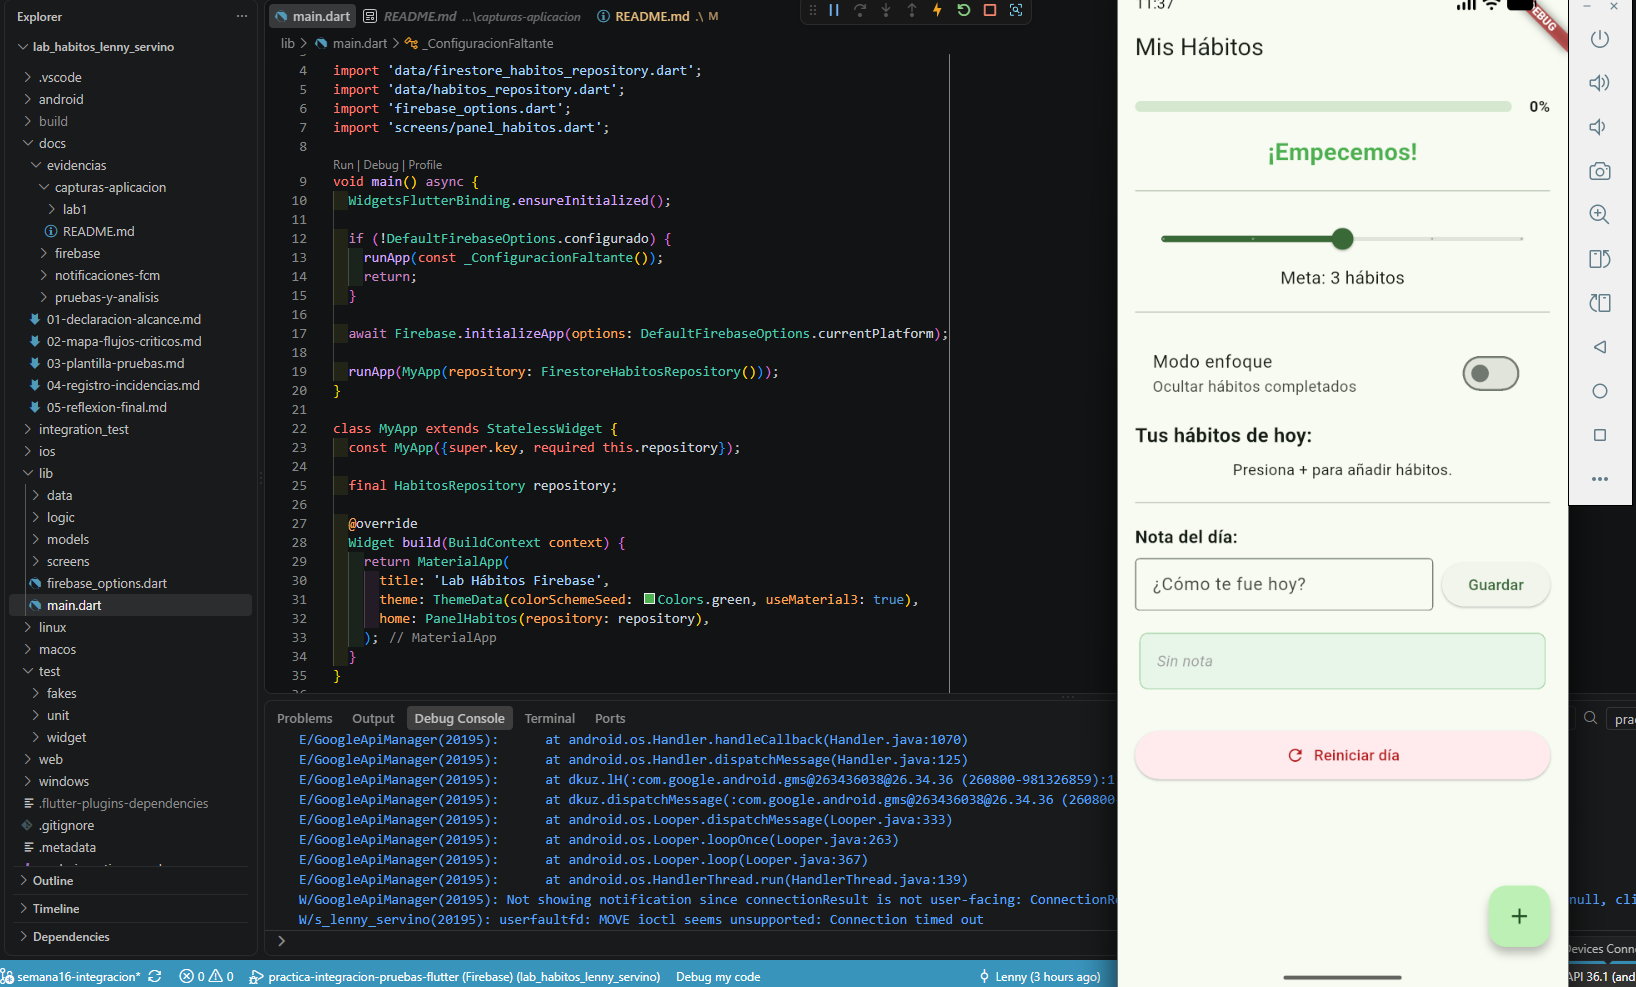 Explorer
lab_habitos_lenny_servino
.vscode
android
build
docs
evidencias
capturas-aplicacion
lab1
README.md
firebase
notificaciones-fcm
pruebas-y-analisis
01-declaracion-alcance.md
02-mapa-flujos-criticos.md
03-plantilla-pruebas.md
04-registro-incidencias.md
05-reflexion-final.md
integration_test
ios
lib
data
logic
models
screens
firebase_options.dart
main.dart
linux
macos
test
fakes
unit
widget
web
windows
.flutter-plugins-dependencies
.gitignore
.metadata
Outline
Timeline
Dependencies
main.dart README.md ...\capturas-aplicacion README.md .\ M
lib > main.dart > _ConfiguracionFaltante
4 import 'data/firestore_habitos_repository.dart';
5 import 'data/habitos_repository.dart';
6 import 'firebase_options.dart';
7 import 'screens/panel_habitos.dart';
8
Run | Debug | Profile
9 void main() async {
10 WidgetsFlutterBinding.ensureInitialized();
11
12 if (!DefaultFirebaseOptions.configurado) {
13 runApp(const _ConfiguracionFaltante());
14 return;
15 }
16
17 await Firebase.initializeApp(options: DefaultFirebaseOptions.currentPlatform);
18
19 runApp(MyApp(repository: FirestoreHabitosRepository()));
20 }
21
22 class MyApp extends StatelessWidget {
23 const MyApp({super.key, required this.repository});
24
25 final HabitosRepository repository;
26
27 @override
28 Widget build(BuildContext context) {
29 return MaterialApp(
30 title: 'Lab Hábitos Firebase',
31 theme: ThemeData(colorSchemeSeed: Colors.green, useMaterial3: true),
32 home: PanelHabitos(repository: repository),
33 ); // MaterialApp
34 }
35 }
Problems Output Debug Console Terminal Ports
E/GoogleApiManager(20195): at android.os.Handler.handleCallback(Handler.java:1070)
E/GoogleApiManager(20195): at android.os.Handler.dispatchMessage(Handler.java:125)
E/GoogleApiManager(20195): at dkuz.lH(:com.google.android.gms@263436038@26.34.36 (260800-981326859):1
E/GoogleApiManager(20195): at dkuz.dispatchMessage(:com.google.android.gms@263436038@26.34.36 (260800-
E/GoogleApiManager(20195): at android.os.Looper.dispatchMessage(Looper.java:333)
E/GoogleApiManager(20195): at android.os.Looper.loopOnce(Looper.java:263)
E/GoogleApiManager(20195): at android.os.Looper.loop(Looper.java:367)
E/GoogleApiManager(20195): at android.os.HandlerThread.run(HandlerThread.java:139)
W/GoogleApiManager(20195): Not showing notification since connectionResult is not user-facing: ConnectionRe
null, cli
W/s_lenny_servino(20195): userfaultfd: MOVE ioctl seems unsupported: Connection timed out
>
semana16-integracion* 0 0 practica-integracion-pruebas-flutter (Firebase) (lab_habitos_lenny_servino) Debug my code Lenny (3 hours ago)
11:37
DEBUG
Mis Hábitos
0%
¡Empecemos!
Meta: 3 hábitos
Modo enfoque
Ocultar hábitos completados
Tus hábitos de hoy:
Presiona + para añadir hábitos.
Nota del día:
¿Cómo te fue hoy?
Guardar
Sin nota
Reiniciar día
+
prac
Devices Conne
API 36.1 (and